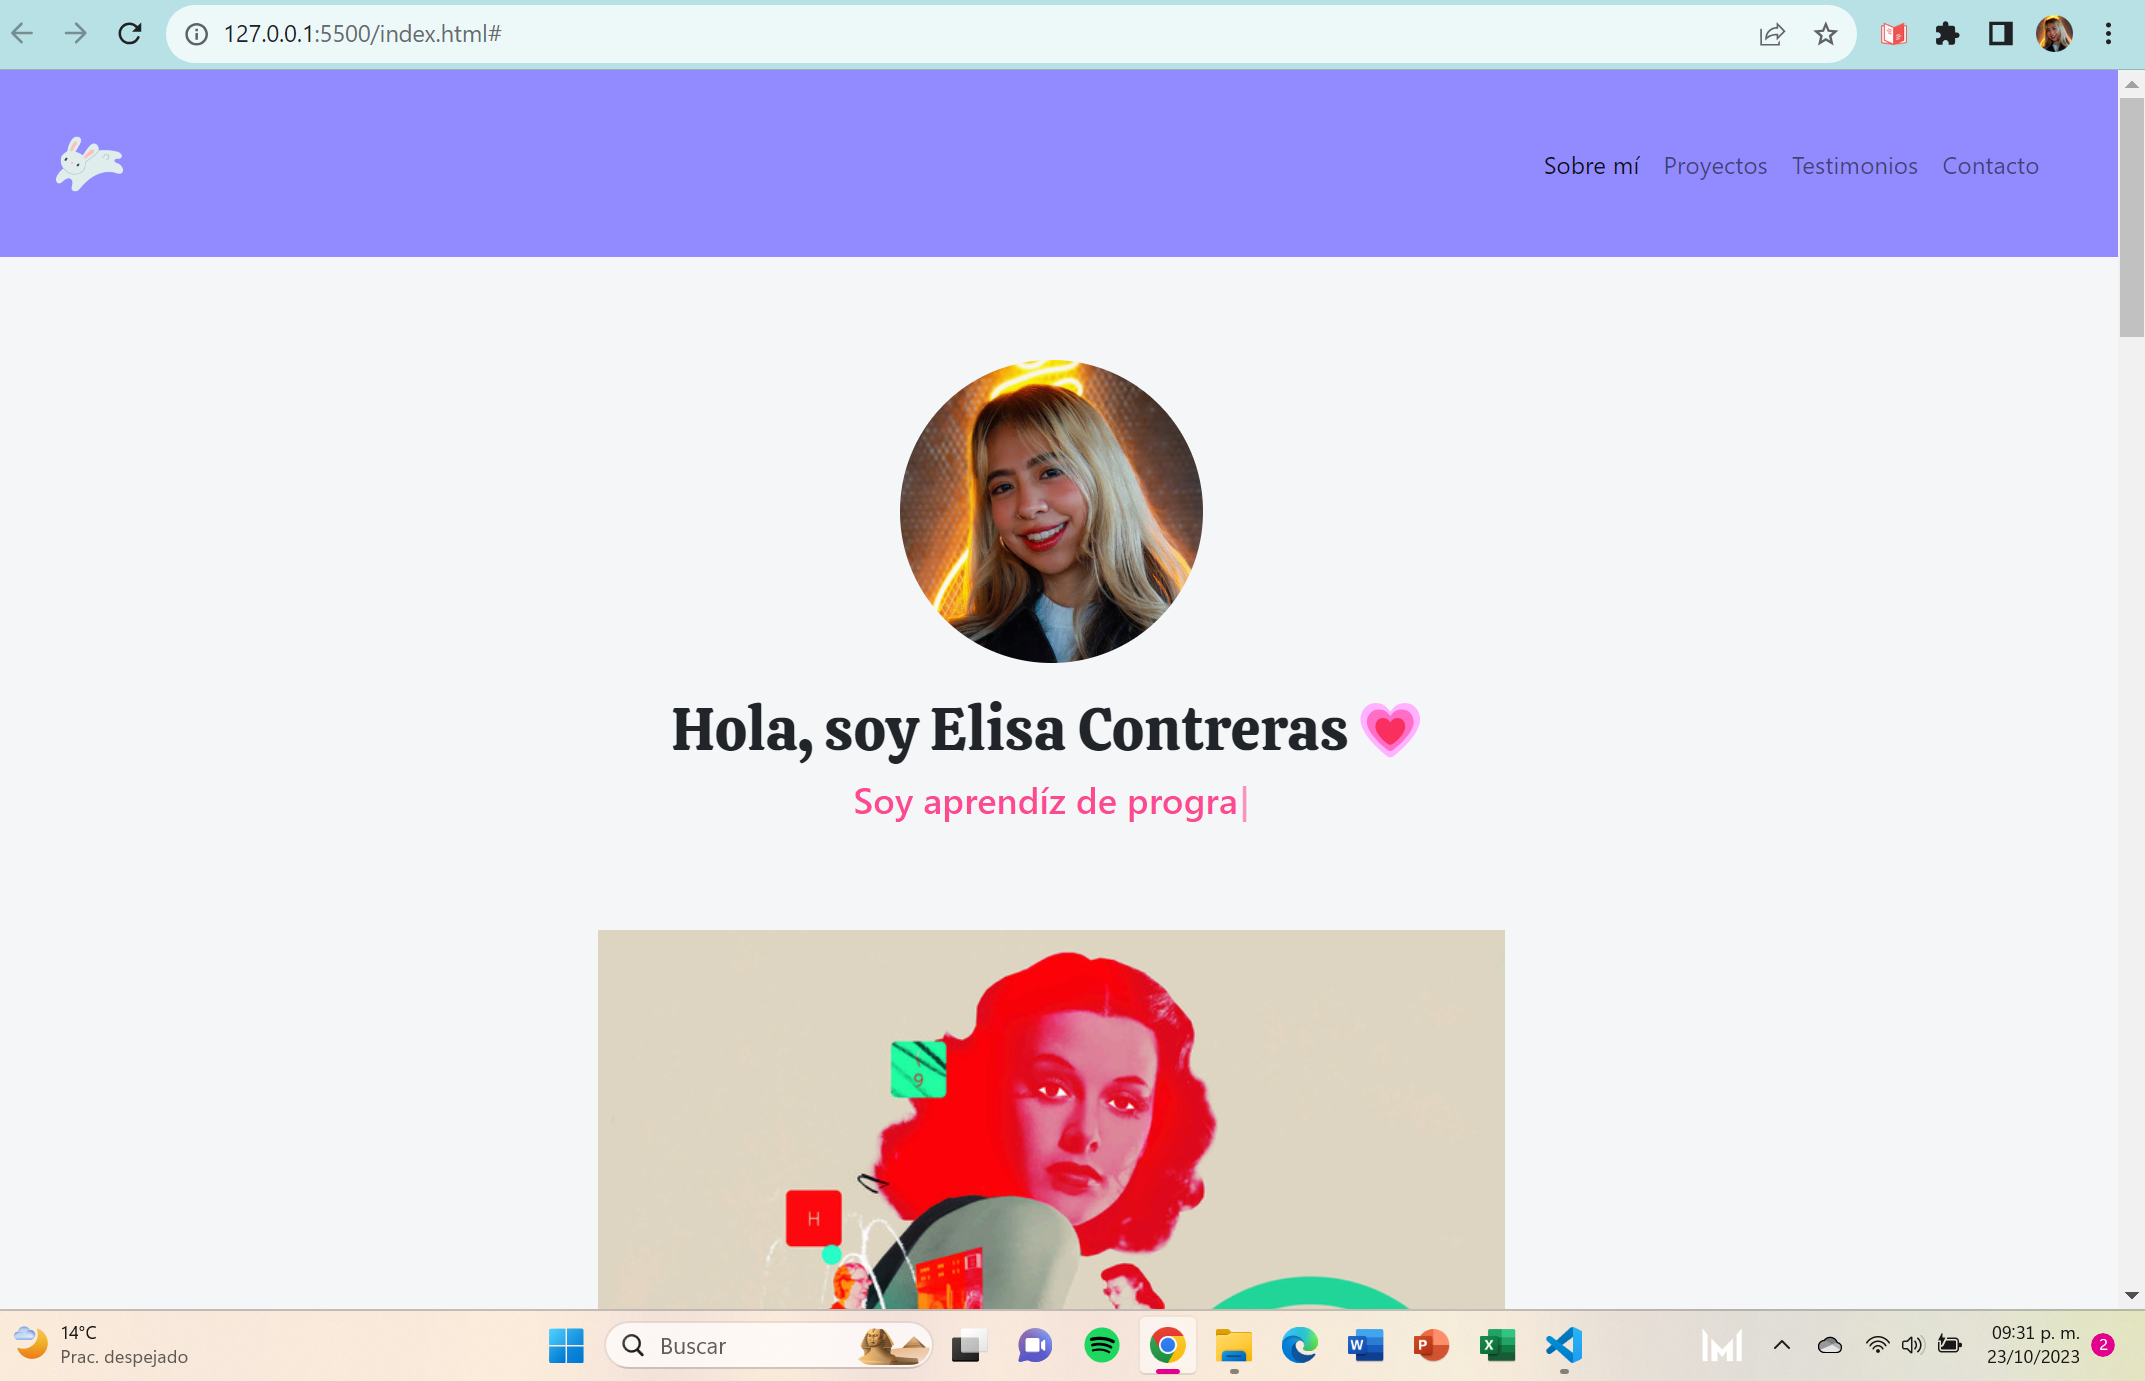 127.0.0.1:5500/index.html#
Sobre mí Proyectos Testimonios Contacto
Hola, soy Elisa Contreras
Soy aprendíz de progra
9
H
14°C
Prac. despejado
Buscar
09:31 p. m.
23/10/2023
2